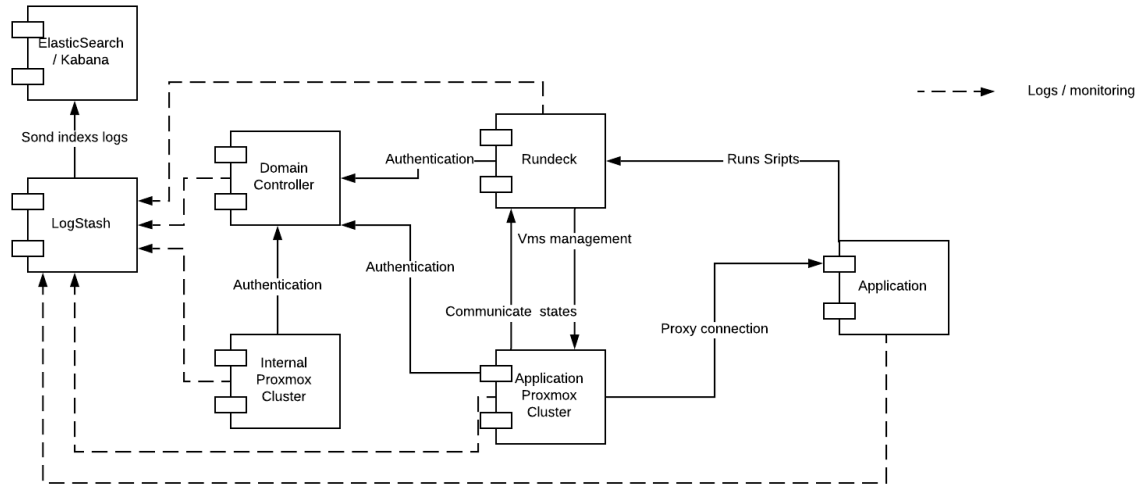 ElasticSearch
/ Kabana
Logs / monitoring
Sond indexs logs
Authentication
Rundeck
Runs Sripts
Domain
Controller
LogStash
Vms management
Authentication
Authentication
Application
Communicate  states
Proxy connection
Internal
Proxmox
Cluster
Application
Proxmox
Cluster